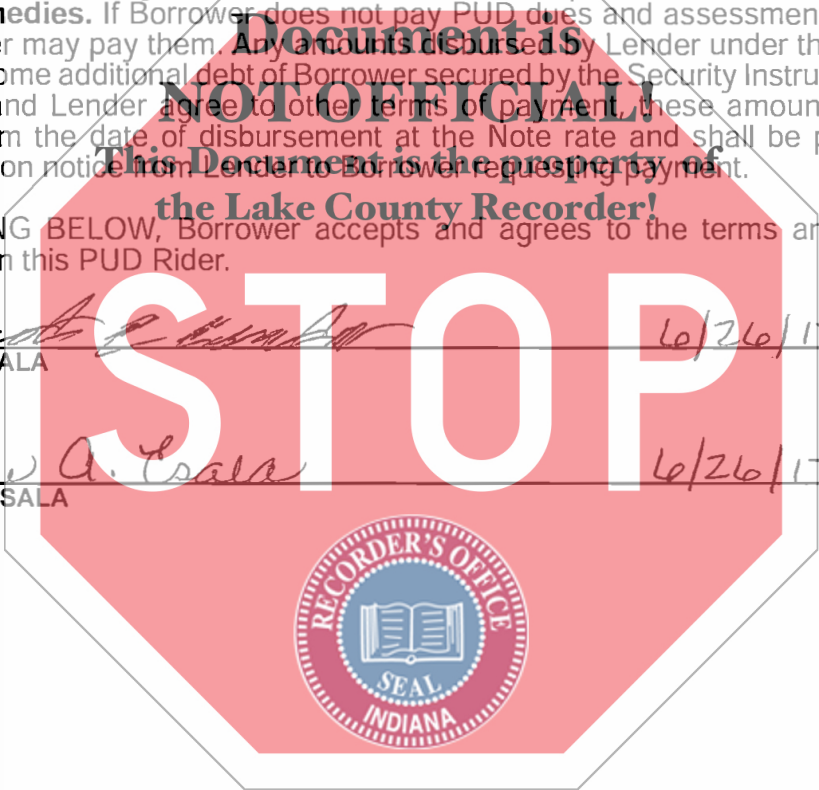 nedies. If Borrower does not pay PUD dues and assessmen
Document is
r may pay them. Any amounts disbursed by Lender under th
ome additional debt of Borrower secured by the Security Instru
NOT OFFICIAL!
nd Lender agree to other terms of payment, these amoun
m the date of disbursement at the Note rate and shall be p
This Document is the property of
on notice from Lender to Borrower requesting payment.
the Lake County Recorder!
NG BELOW, Borrower accepts and agrees to the terms an
n this PUD Rider.
STOP
6/26/1
ALA
A. Esala
6/26/17
SALA
RECORDER'S OFFICE
SEAL
INDIANA